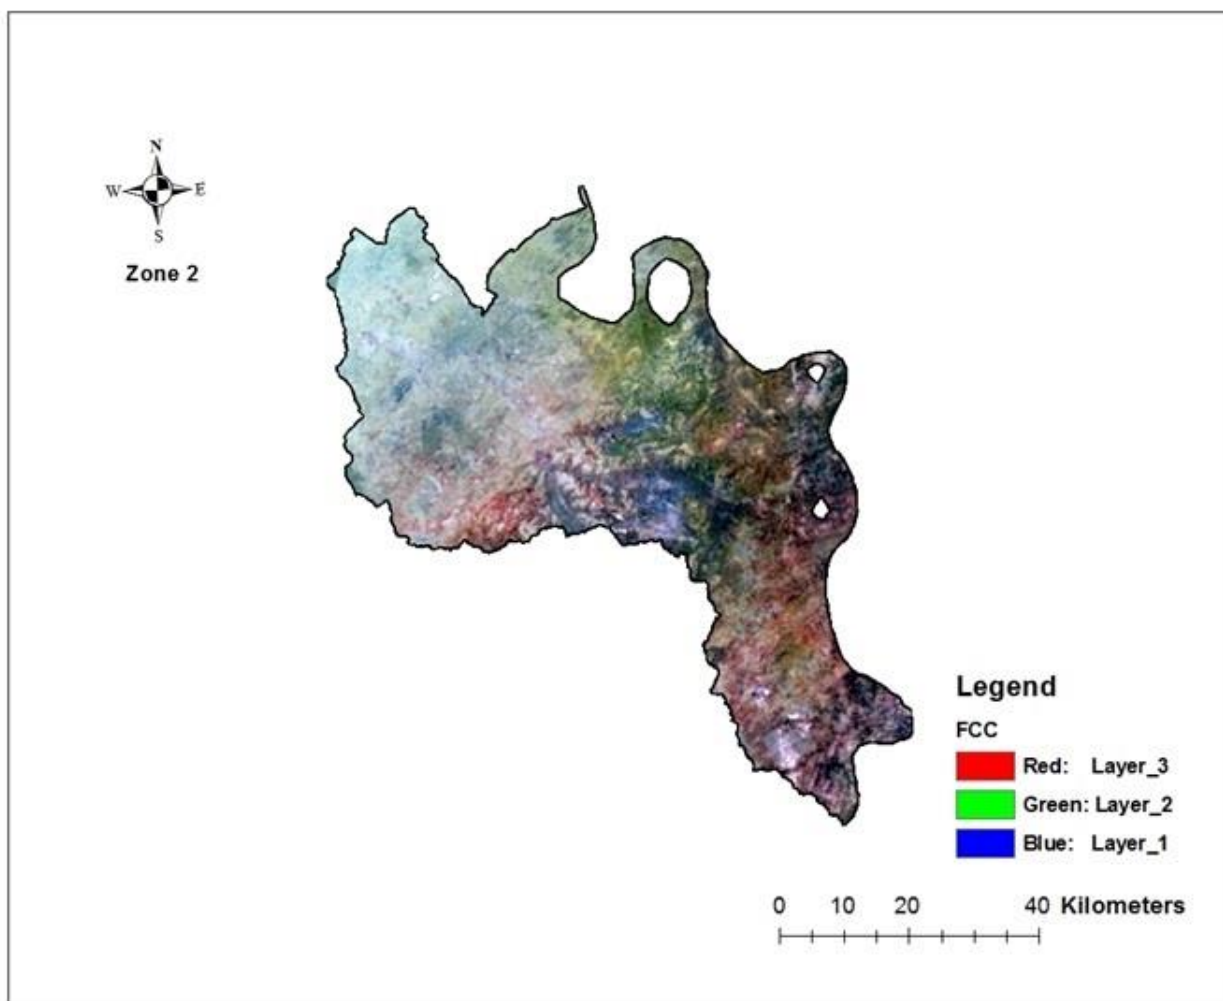 N
W E
S
Zone 2
Legend
FCC
Red: Layer_3
Green: Layer_2
Blue: Layer_1
0 10 20 40 Kilometers